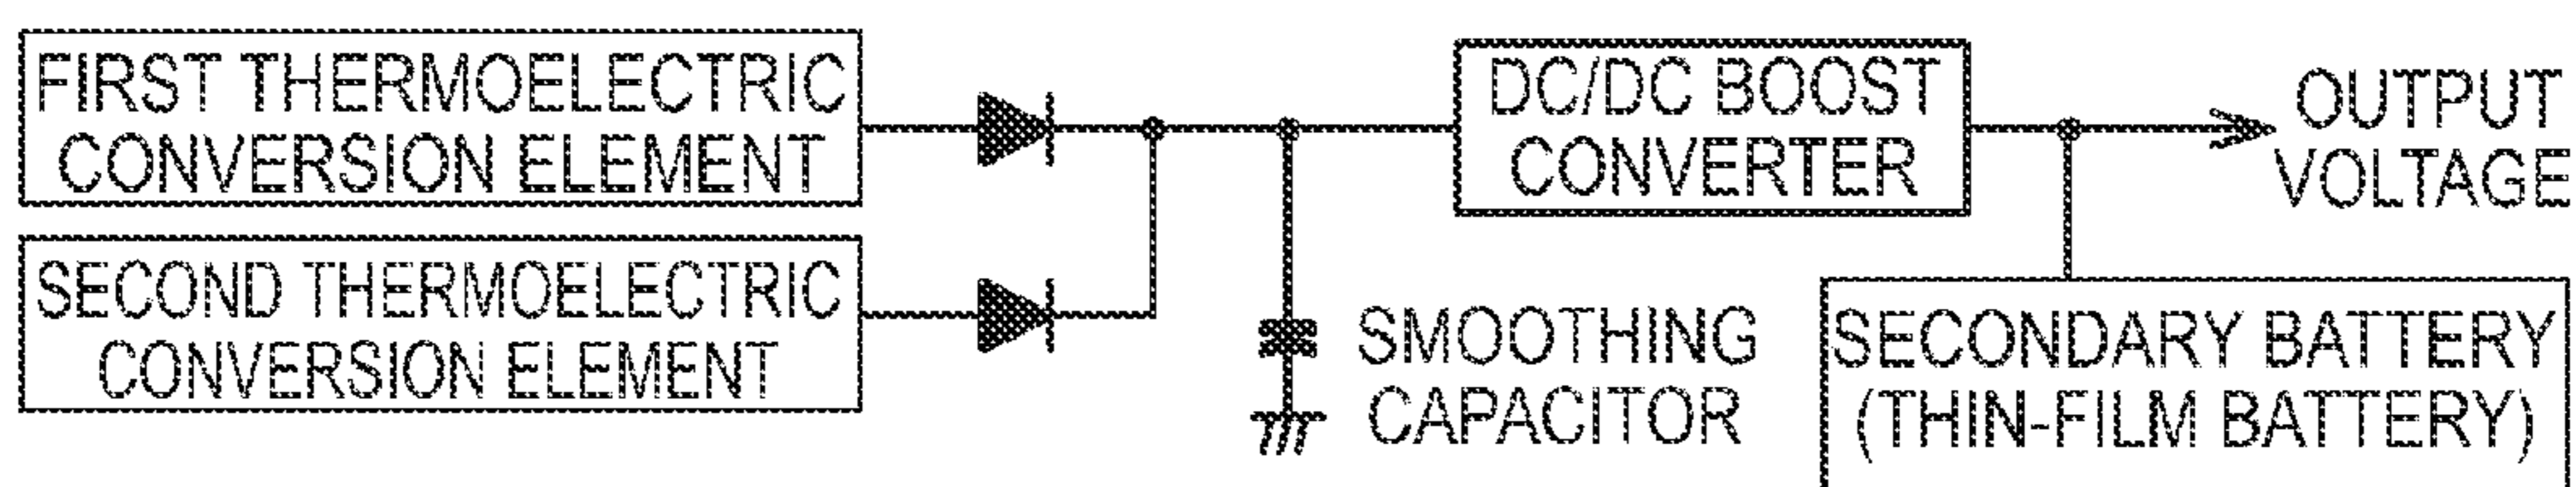 FIRST THERMOELECTRIC
CONVERSION ELEMENT
SECOND THERMOELECTRIC
CONVERSION ELEMENT
SMOOTHING
CAPACITOR
DC/DC BOOST
CONVERTER
OUTPUT
VOLTAGE
SECONDARY BATTERY
(THIN-FILM BATTERY)